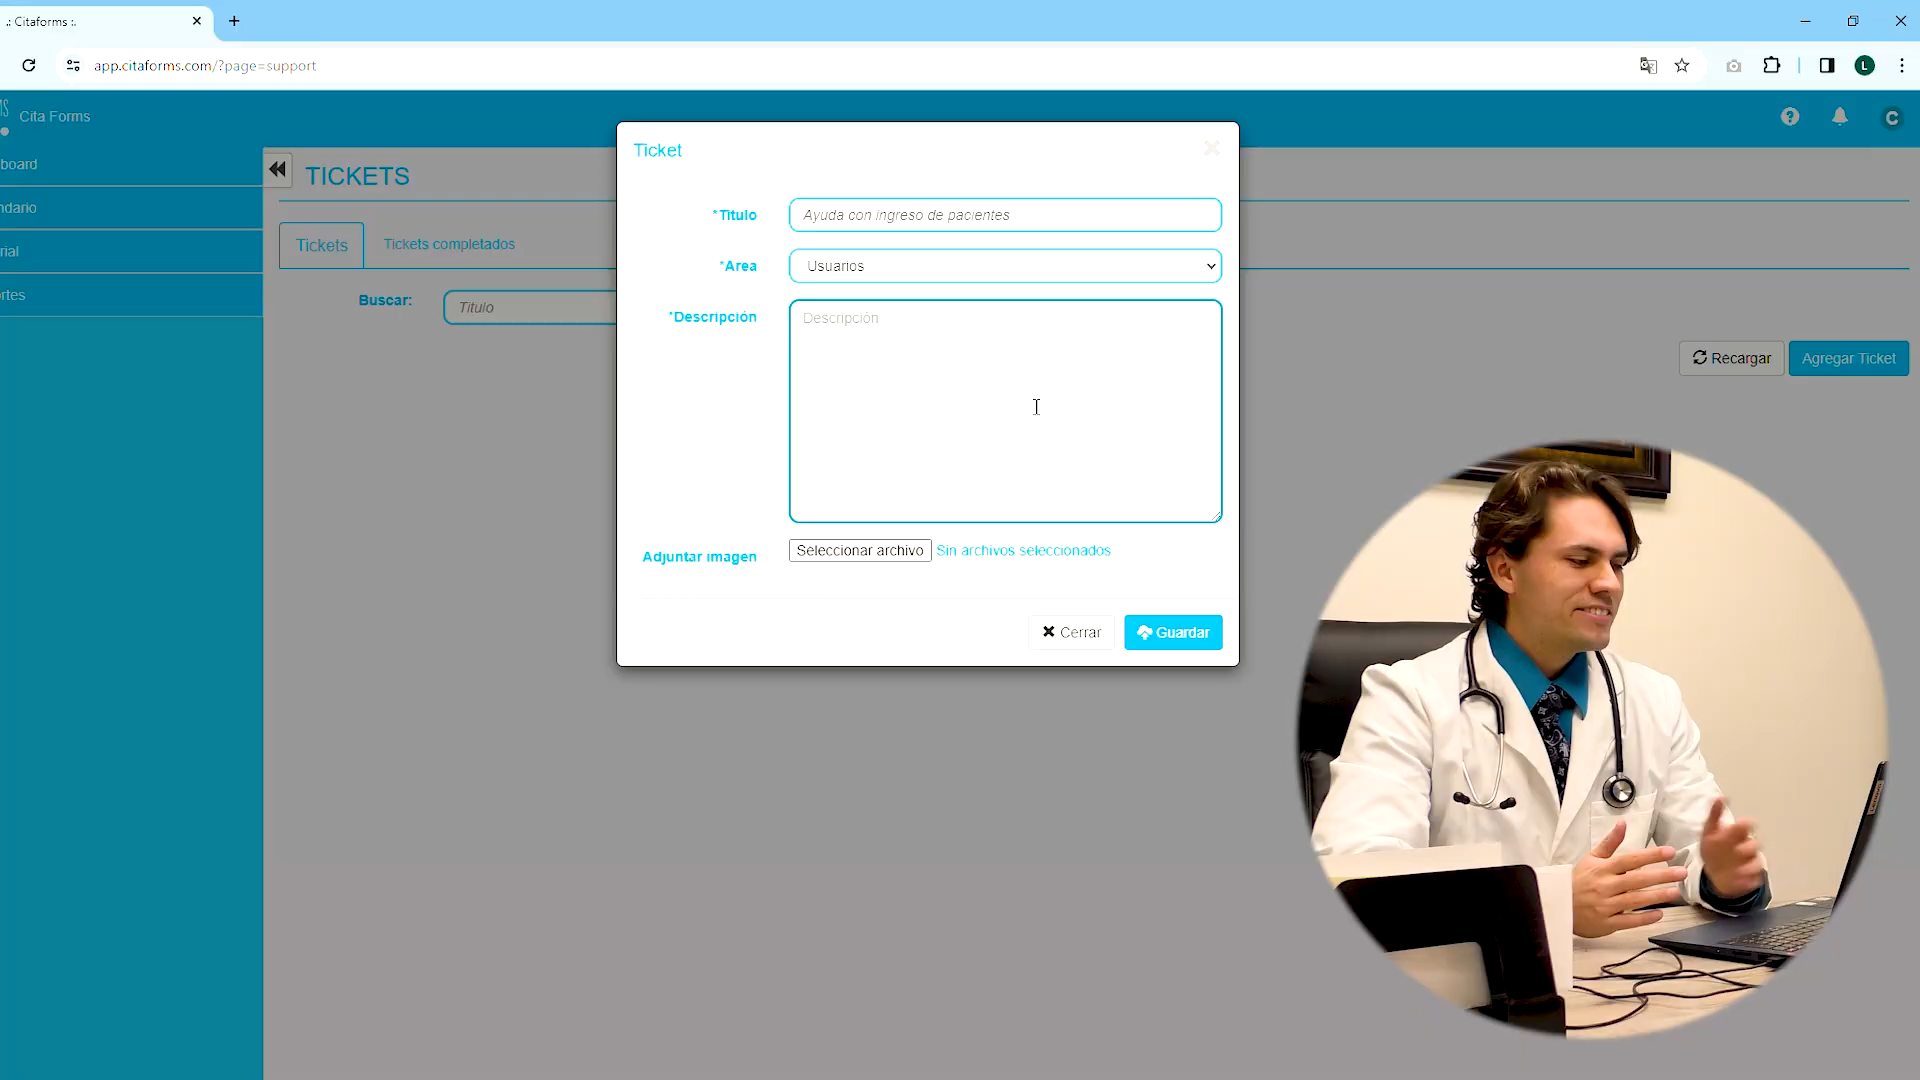 .: Citaforms :.
app.citaforms.com/?page=support
L
MS
Cita Forms
?
C
board
ndario
rial
ortes
TICKETS
Tickets
Tickets completados
Buscar:
Titulo
Recargar
Agregar Ticket
Ticket
*Titulo
Ayuda con ingreso de pacientes
*Area
Usuarios
*Descripción
Descripción
Adjuntar imagen
Seleccionar archivo
Sin archivos seleccionados
Cerrar
Guardar